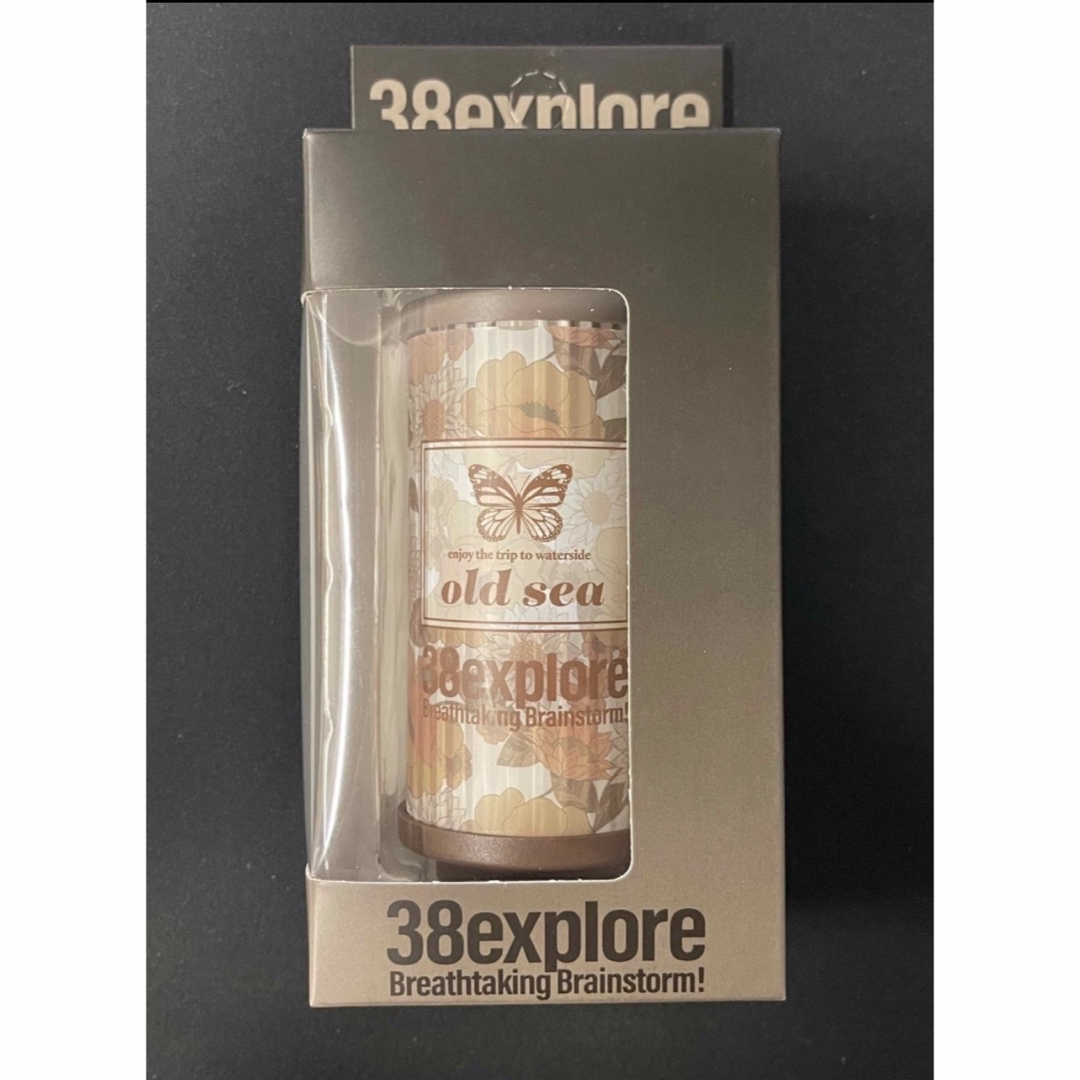 38explore
enjoy the trip to waterside
old sea
38explore
Breathtaking Brainstorm!
38explore
Breathtaking Brainstorm!